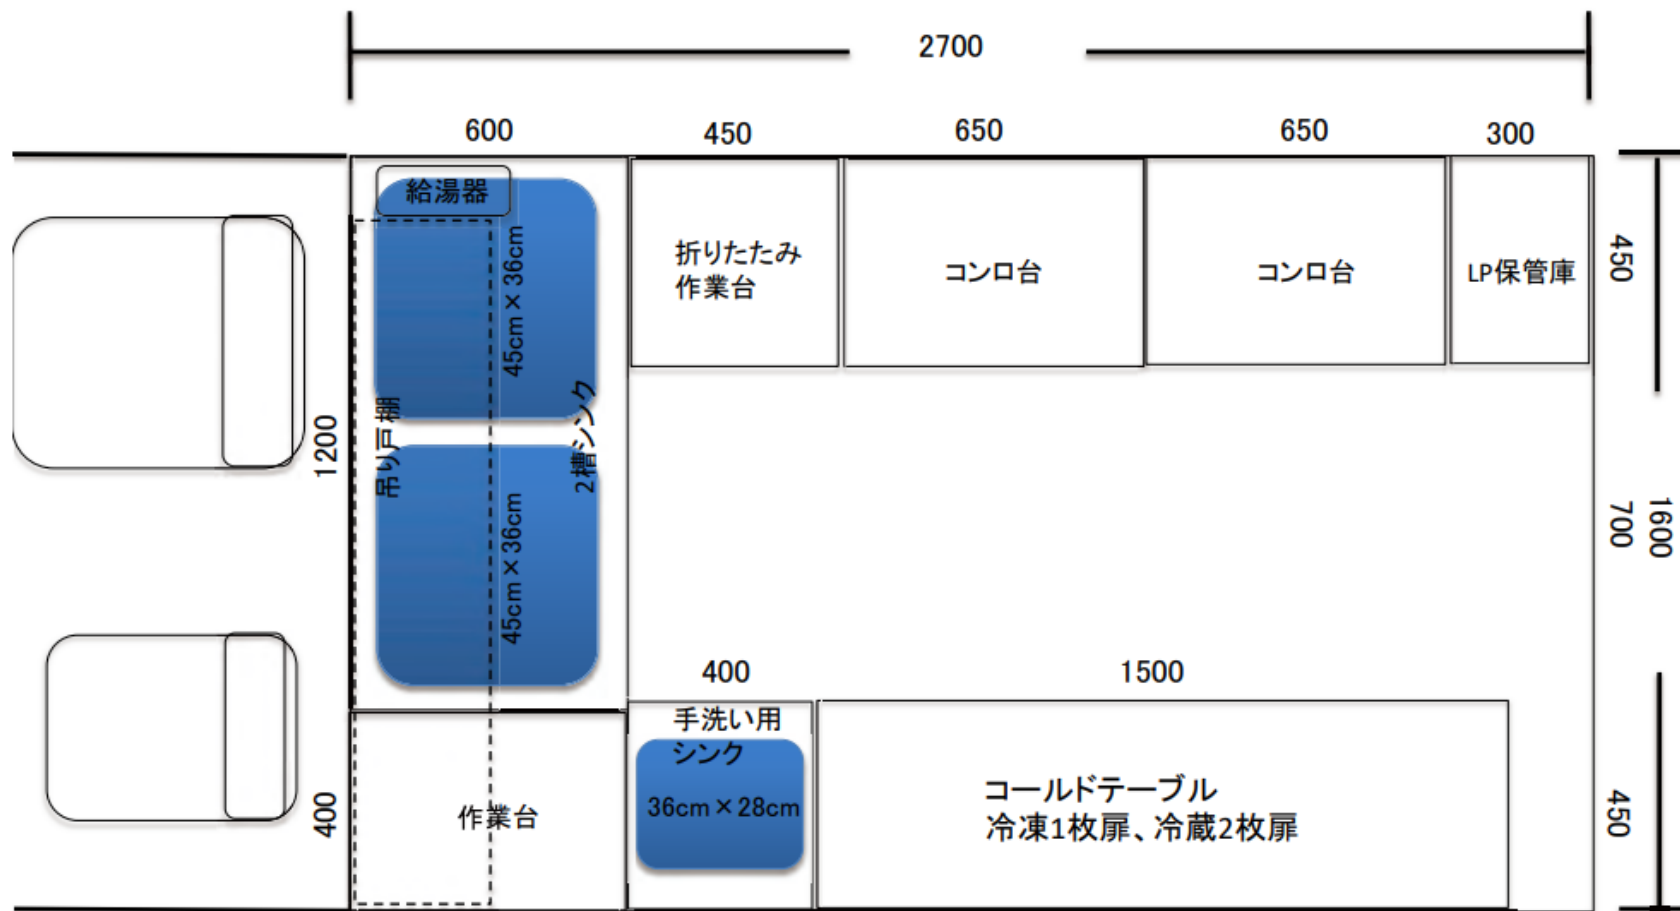 2700
600
450
650
650
300
給湯器
45cm×36cm
吊り戸棚
2槽シンク
45cm×36cm
1200
折りたたみ
作業台
コンロ台
コンロ台
LP保管庫
450
700
1600
400
1500
手洗い用
シンク
36cm×28cm
作業台
400
コールドテーブル
冷凍1枚扉、冷蔵2枚扉
450